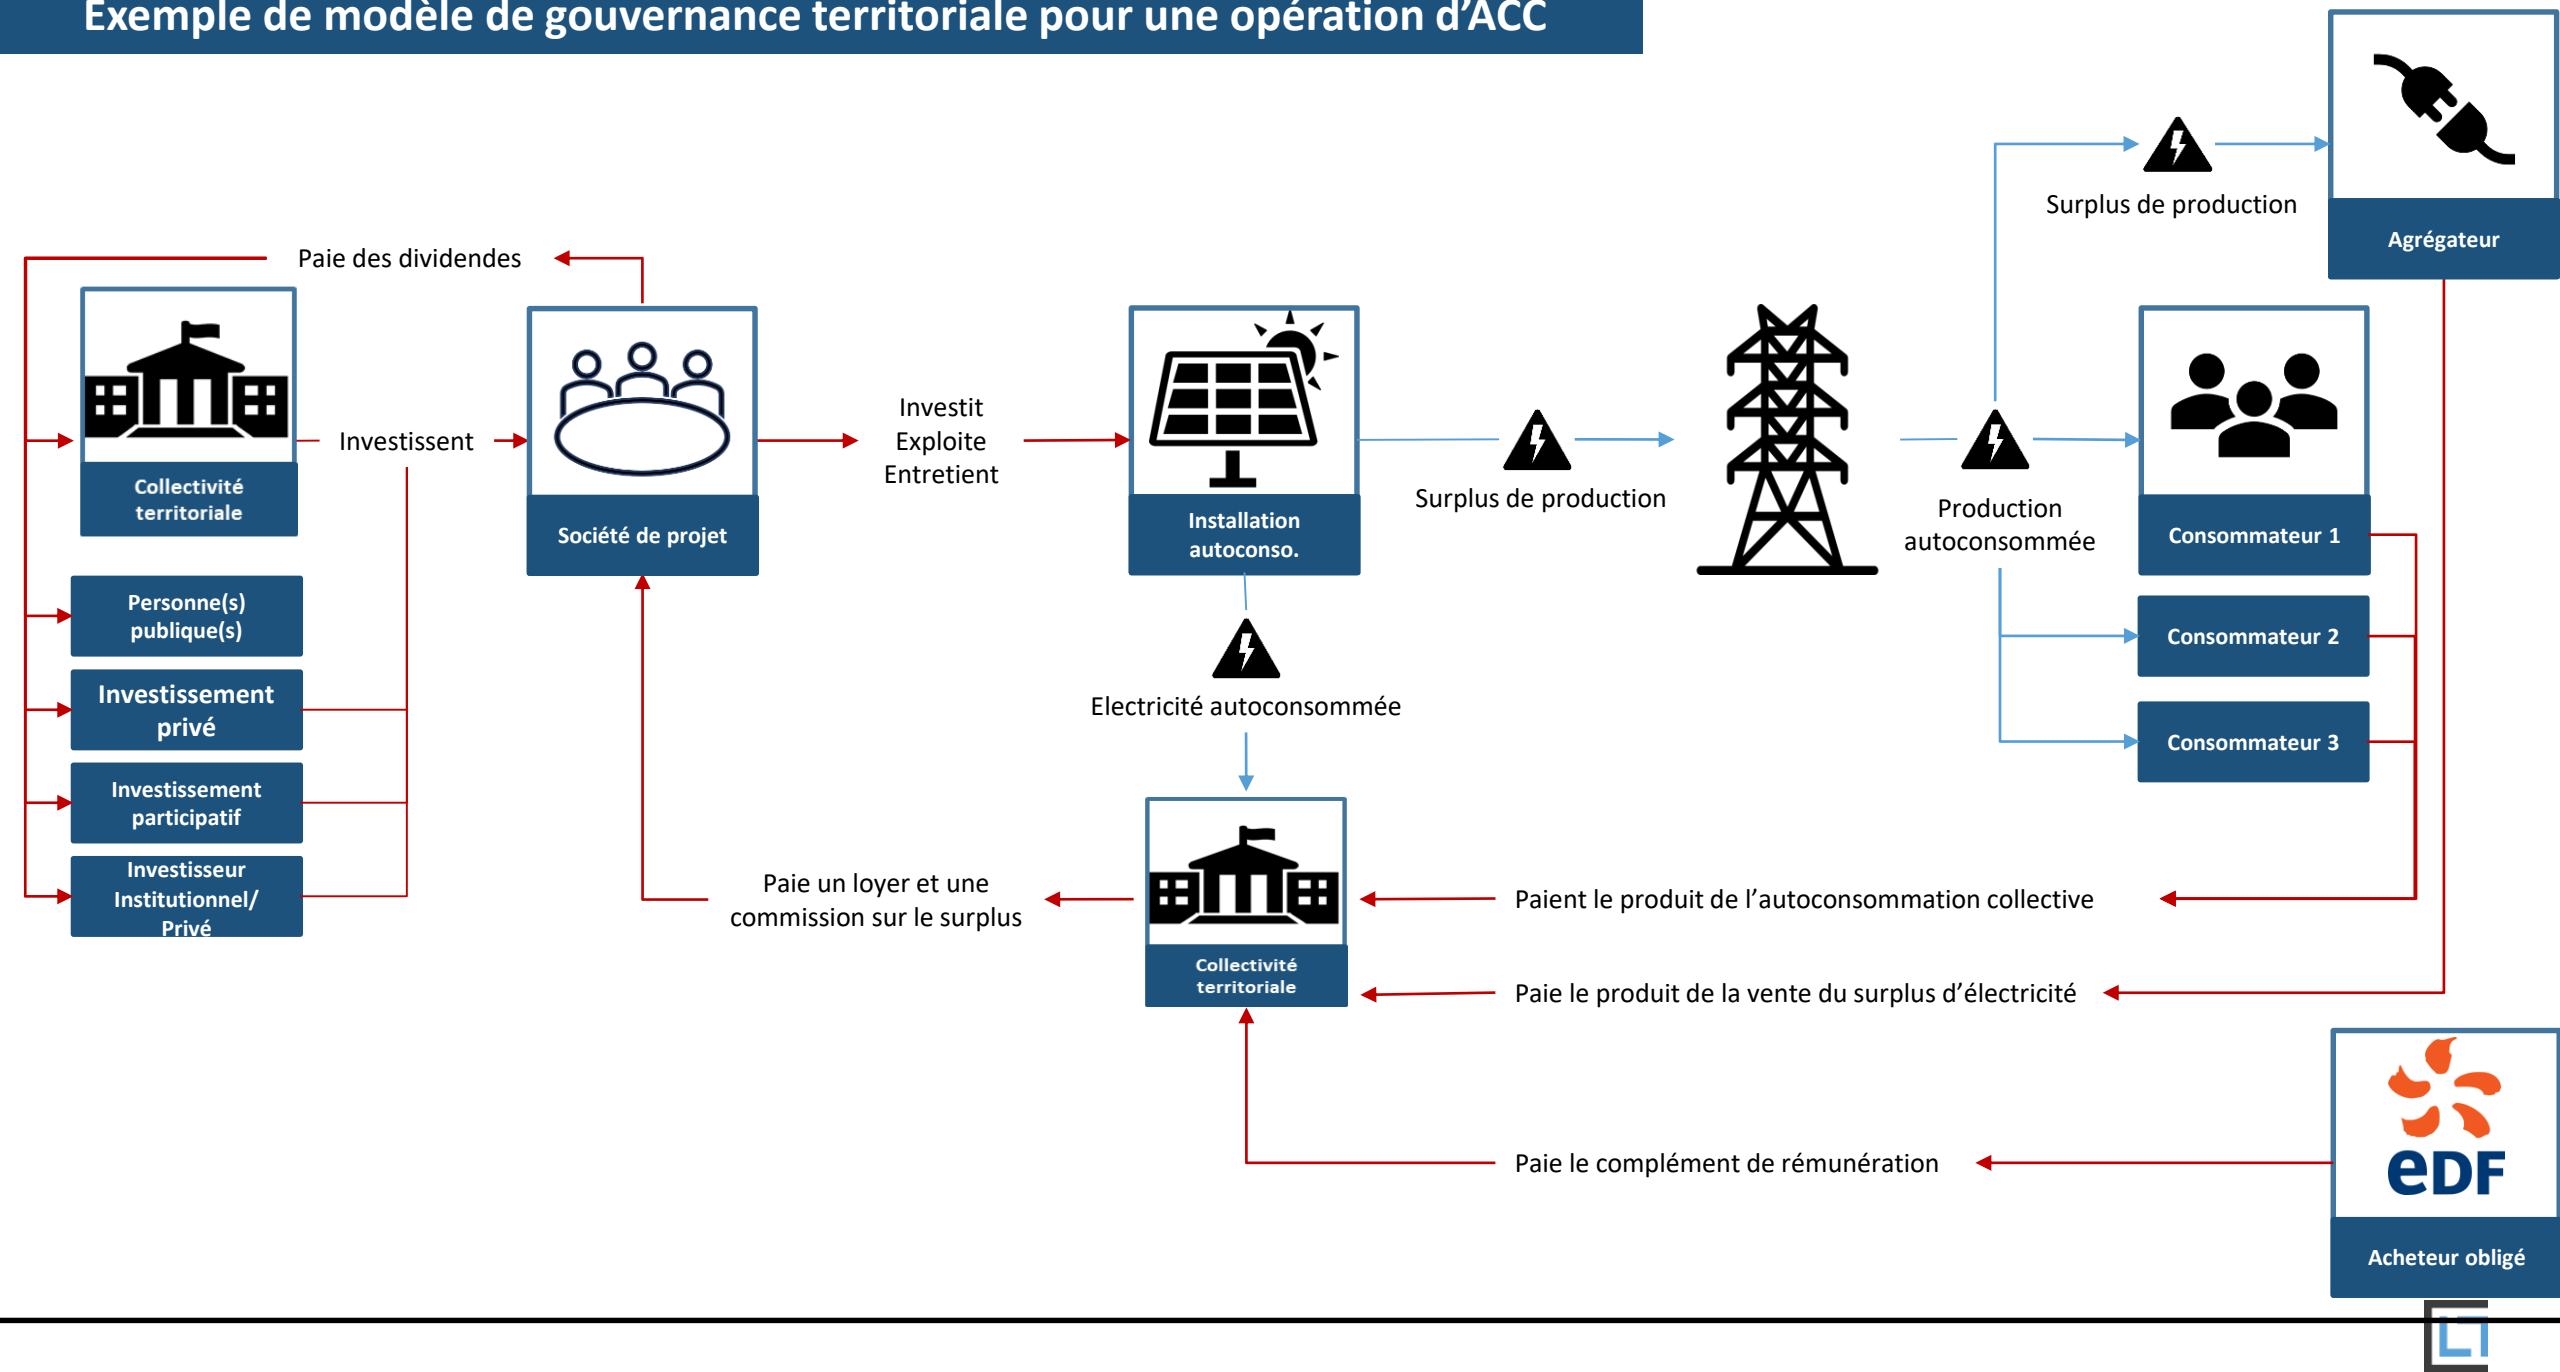 Exemple de modèle de gouvernance territoriale pour une opération d’ACC
Surplus de production
Agrégateur
Paie des dividendes
Collectivité
territoriale
Investissent
Société de projet
Investit
Exploite
Entretient
Installation
autoconso.
Surplus de production
Production
autoconsommée
Consommateur 1
Consommateur 2
Consommateur 3
Personne(s)
publique(s)
Investissement
privé
Investissement
participatif
Investisseur
Institutionnel/
Privé
Electricité autoconsommée
Paie un loyer et une
commission sur le surplus
Collectivité
territoriale
Paient le produit de l’autoconsommation collective
Paie le produit de la vente du surplus d’électricité
Paie le complément de rémunération
eDF
Acheteur obligé